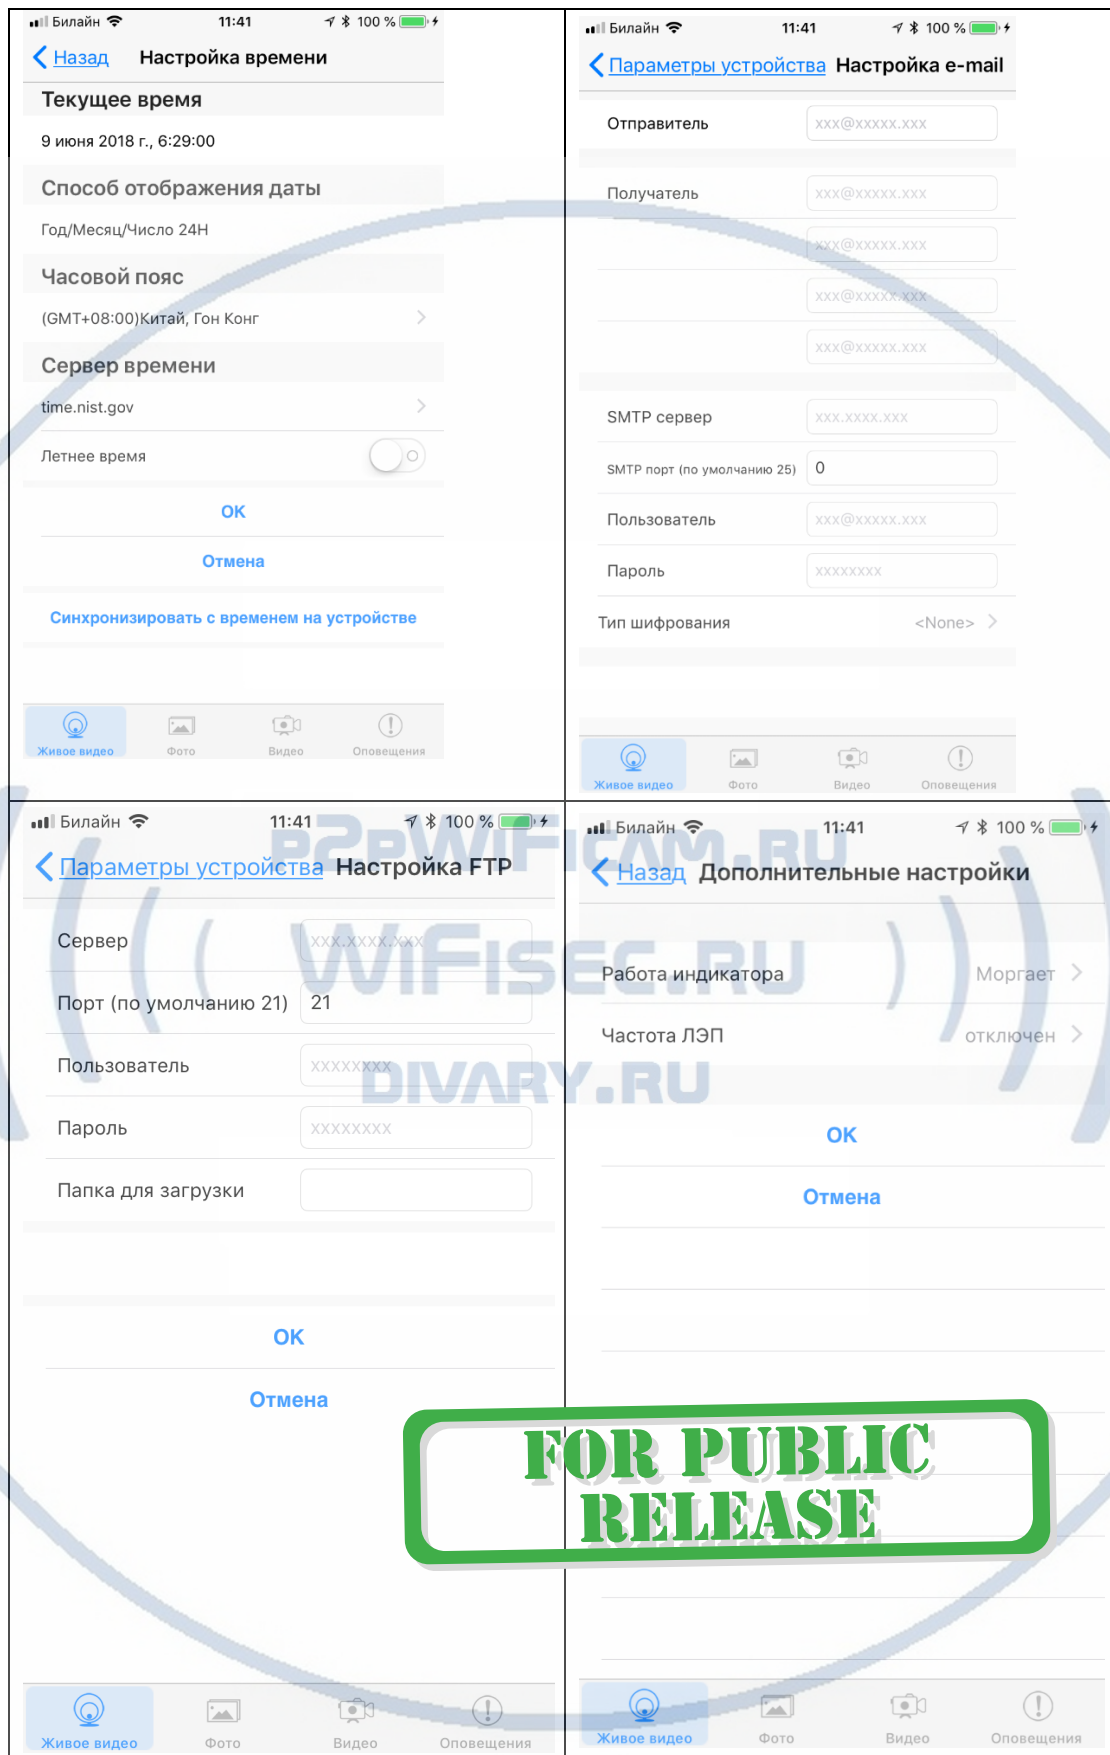 Билайн 11:41 100 %
Назад Настройка времени
Текущее время
9 июня 2018 г., 6:29:00
Способ отображения даты
Год/Месяц/Число 24Н
Часовой пояс
(GMT+08:00)Китай, Гон Конг
Сервер времени
time.nist.gov
Летнее время
ОК
Отмена
Синхронизировать с временем на устройстве
Живое видео Фото Видео Оповещения
Билайн 11:41 100 %
Параметры устройства Настройка e-mail
Отправитель xxx@xxxxx.xxx
Получатель xxx@xxxxx.xxx
xxx@xxxxx.xxx
xxx@xxxxx.xxx
xxx@xxxxx.xxx
SMTP сервер xxx.xxxx.xxx
SMTP порт (по умолчанию 25) 0
Пользователь xxx@xxxxx.xxx
Пароль xxxxxxxx
Тип шифрования <None>
Живое видео Фото Видео Оповещения
Билайн 11:41 100 %
Параметры устройства Настройка FTP
Сервер xxx.xxxx.xxx
Порт (по умолчанию 21) 21
Пользователь xxxxxxxx
Пароль xxxxxxxx
Папка для загрузки
ОК
Отмена
Живое видео Фото Видео Оповещения
Билайн 11:41 100 %
Назад Дополнительные настройки
Работа индикатора Моргает
Частота ЛЭП отключен
ОК
Отмена
Живое видео Фото Видео Оповещения
P2PWIFICAM.RU
WIFISEC.RU
DIVARY.RU
FOR PUBLIC
RELEASE